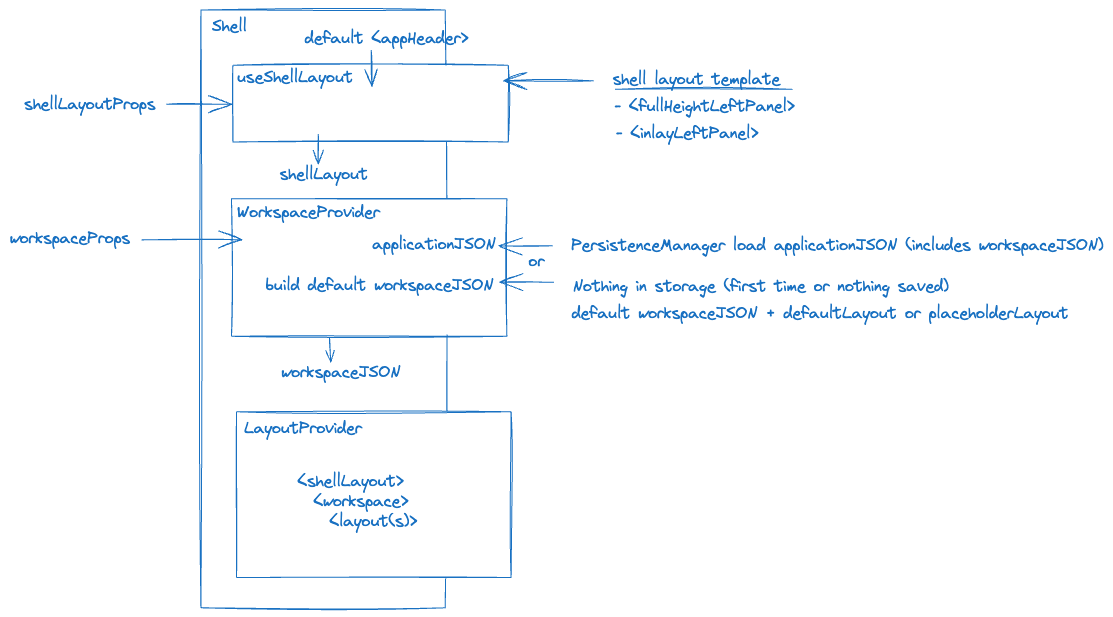 Shell
default <appHeader>
useShellLayout
shellLayoutProps
shell layout template
- <fullHeightLeftPanel>
- <inlayLeftPanel>
shellLayout
WorkspaceProvider
workspaceProps
applicationJSON
PersistenceManager load applicationJSON (includes workspaceJSON)
or
build default workspaceJSON
Nothing in storage (first time or nothing saved)
default workspaceJSON + defaultLayout or placeholderLayout
workspaceJSON
LayoutProvider
<shellLayout>
<workspace>
<layout(s)>